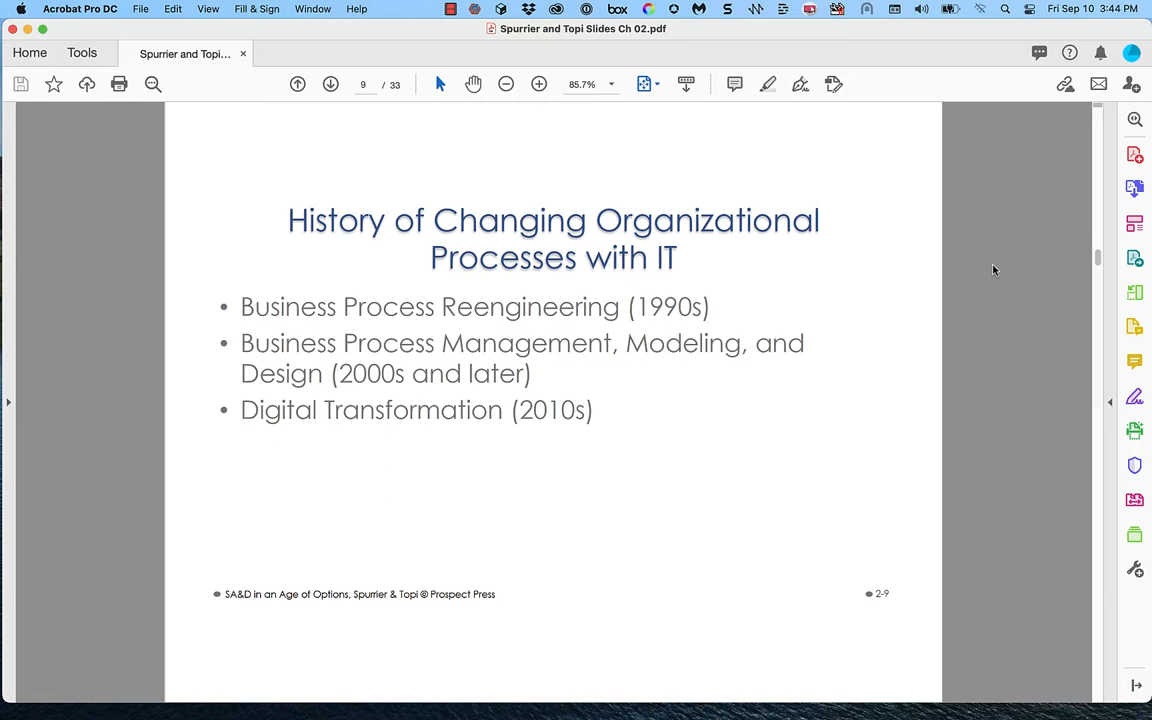 Acrobat Pro DC File Edit View Fill & Sign Window Help box Fri Sep 10 3:44 PM
Spurrier and Topi Slides Ch 02.pdf
Home Tools Spurrier and Topi... ×
9 / 33 85.7%
History of Changing Organizational
Processes with IT
• Business Process Reengineering (1990s)
• Business Process Management, Modeling, and
Design (2000s and later)
• Digital Transformation (2010s)
SA&D in an Age of Options, Spurrier & Topi © Prospect Press
2-9